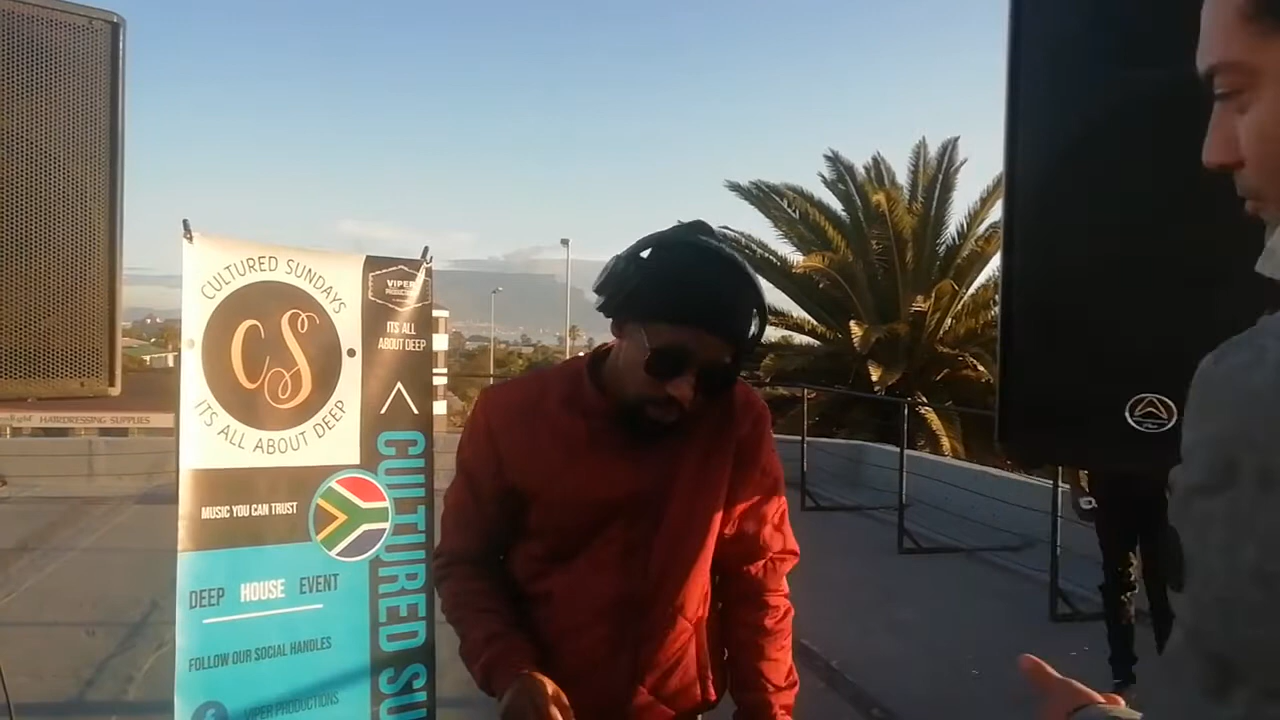 CULTURED SUNDAYS
CS
ITS ALL ABOUT DEEP
MUSIC YOU CAN TRUST
DEEP HOUSE EVENT
FOLLOW OUR SOCIAL HANDLES
f VIPER PRODUCTIONS
VIPER
ITS ALL
ABOUT DEEP
CULTURED SU
HAIRDRESSING SUPPLIES